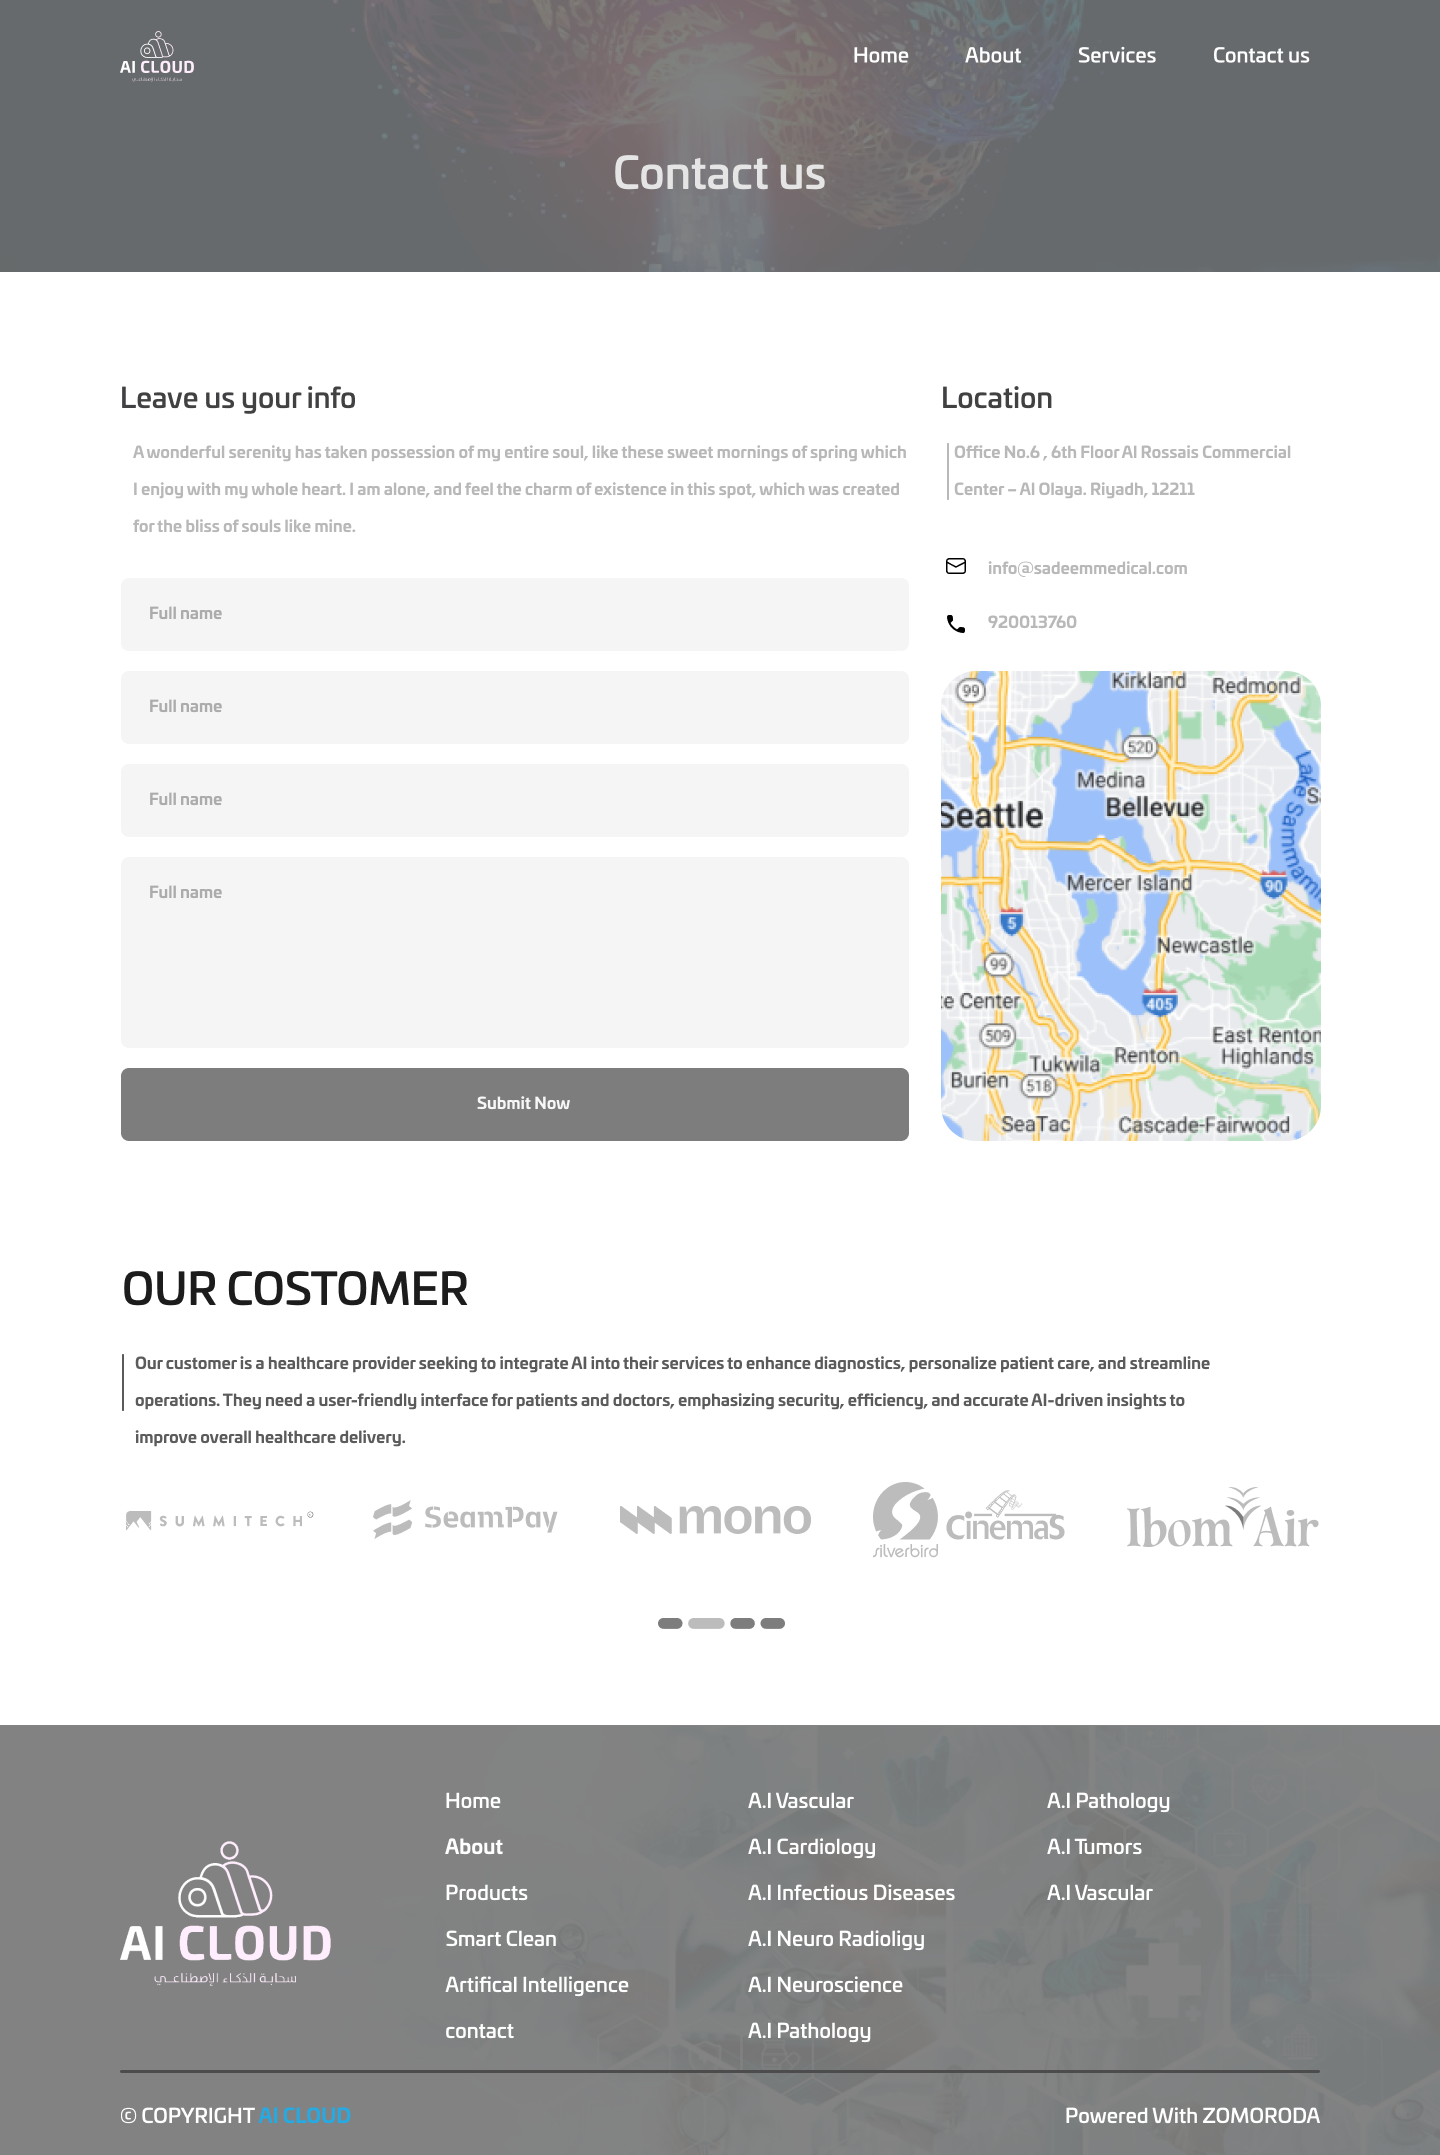 AI CLOUD
سحابة الذكاء الإصطناعي
Home About Services Contact us
Contact us
Leave us your info
A wonderful serenity has taken possession of my entire soul, like these sweet mornings of spring which
I enjoy with my whole heart. I am alone, and feel the charm of existence in this spot, which was created
for the bliss of souls like mine.
Full name
Full name
Full name
Full name
Submit Now
Location
Office No.6 , 6th Floor Al Rossais Commercial
Center – Al Olaya. Riyadh, 12211
info@sadeemmedical.com
920013760
99
Kirkland
Redmond
520
Medina
Lake Sammami
Seattle
Bellevue
Sa
Mercer Island
90
5
Newcastle
99
te Center
405
509
East Renton
Highlands
Tukwila
Renton
Burien
518
SeaTac
Cascade-Fairwood
OUR COSTOMER
Our customer is a healthcare provider seeking to integrate AI into their services to enhance diagnostics, personalize patient care, and streamline
operations. They need a user-friendly interface for patients and doctors, emphasizing security, efficiency, and accurate AI-driven insights to
improve overall healthcare delivery.
SUMMITECH
SeamPay
mono
silverbird
cinemas
Ibom Air
AI CLOUD
سحابة الذكاء الإصطناعي
Home
About
Products
Smart Clean
Artifical Intelligence
contact
A.I Vascular
A.I Cardiology
A.I Infectious Diseases
A.I Neuro Radioligy
A.I Neuroscience
A.I Pathology
A.I Pathology
A.I Tumors
A.I Vascular
© COPYRIGHT AI CLOUD
Powered With ZOMORODA